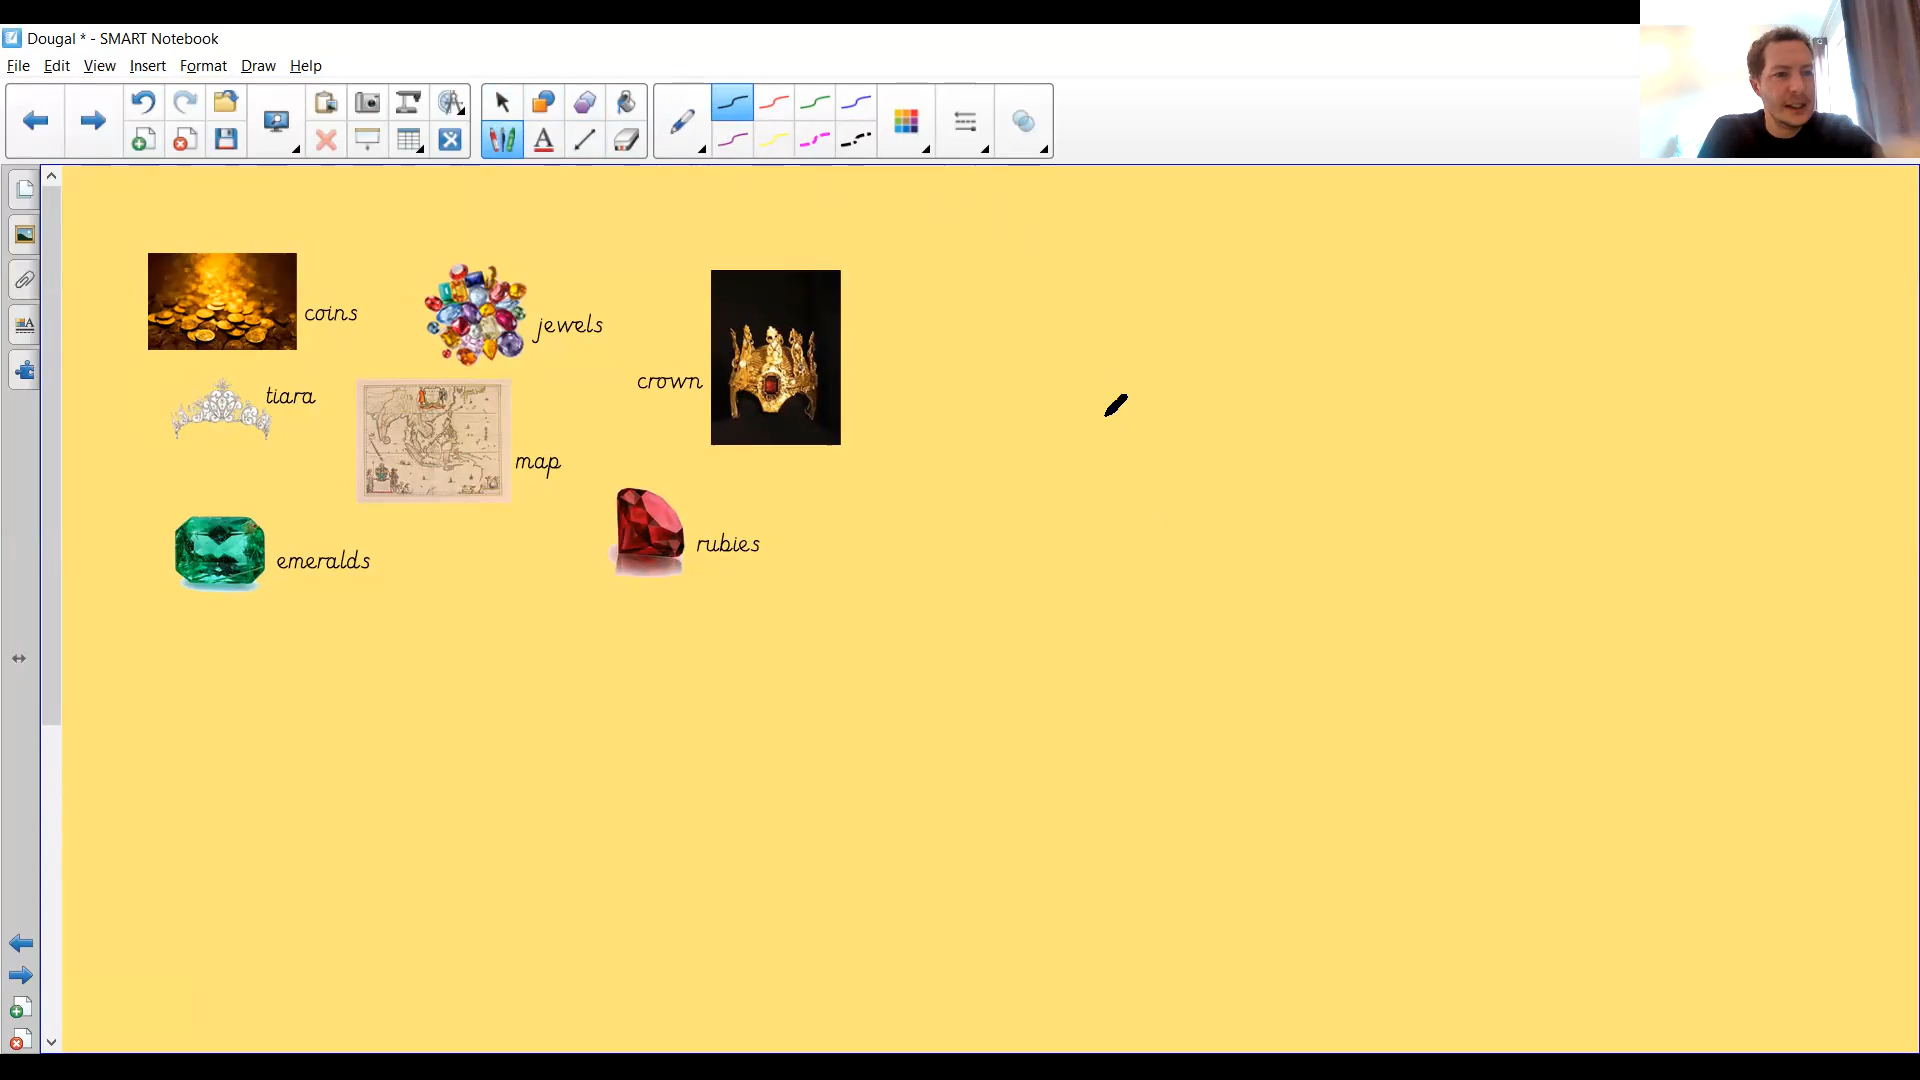 Dougal * - SMART Notebook
File Edit View Insert Format Draw Help
coins
jewels
crown
tiara
map
emeralds
rubies